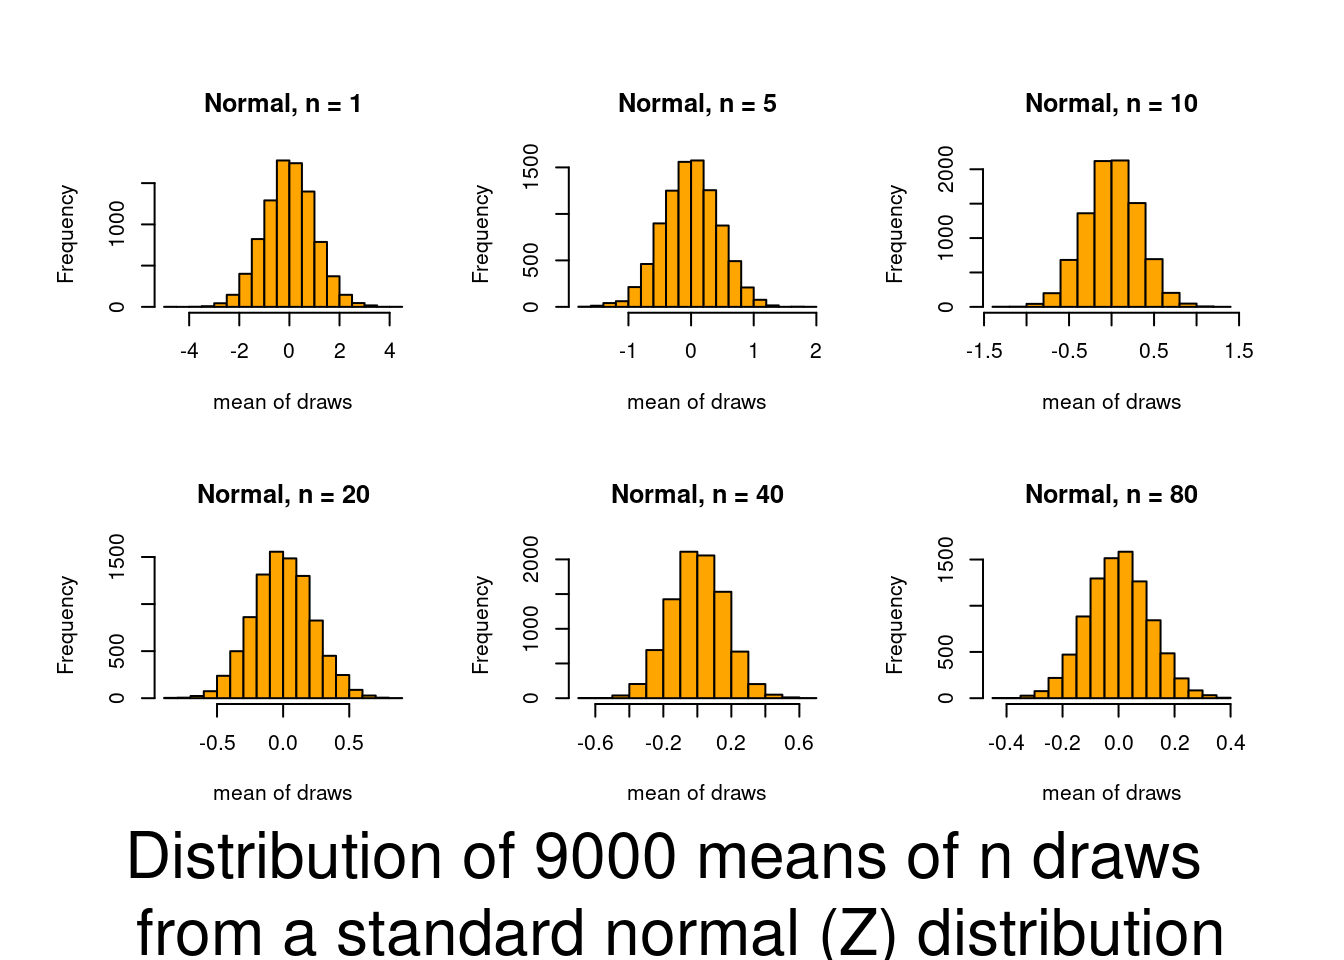 Normal, n = 1
Frequency
0
1000
-4 -2 0 2 4
mean of draws
Normal, n = 5
Frequency
0
500
1500
-1 0 1 2
mean of draws
Normal, n = 10
Frequency
0
1000
2000
-1.5 -0.5 0.5 1.5
mean of draws
Normal, n = 20
Frequency
0
500
1500
-0.5 0.0 0.5
mean of draws
Normal, n = 40
Frequency
0
1000
2000
-0.6 -0.2 0.2 0.6
mean of draws
Normal, n = 80
Frequency
0
500
1500
-0.4 -0.2 0.0 0.2 0.4
mean of draws
Distribution of 9000 means of n draws
from a standard normal (Z) distribution